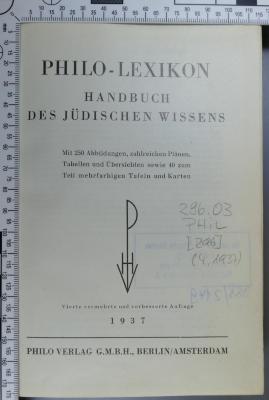 PHILO-LEXIKON
HANDBUCH
DES JÜDISCHEN WISSENS
Mit 250 Abbildungen, zahlreichen Plänen,
Tabellen und Übersichten sowie 40 zum
Teil mehrfarbigen Tafeln und Karten
296.03
PHIL
(4, 1937)
Vierte vermehrte und verbesserte Auflage
1937
PHILO VERLAG G.M.B.H., BERLIN/AMSTERDAM